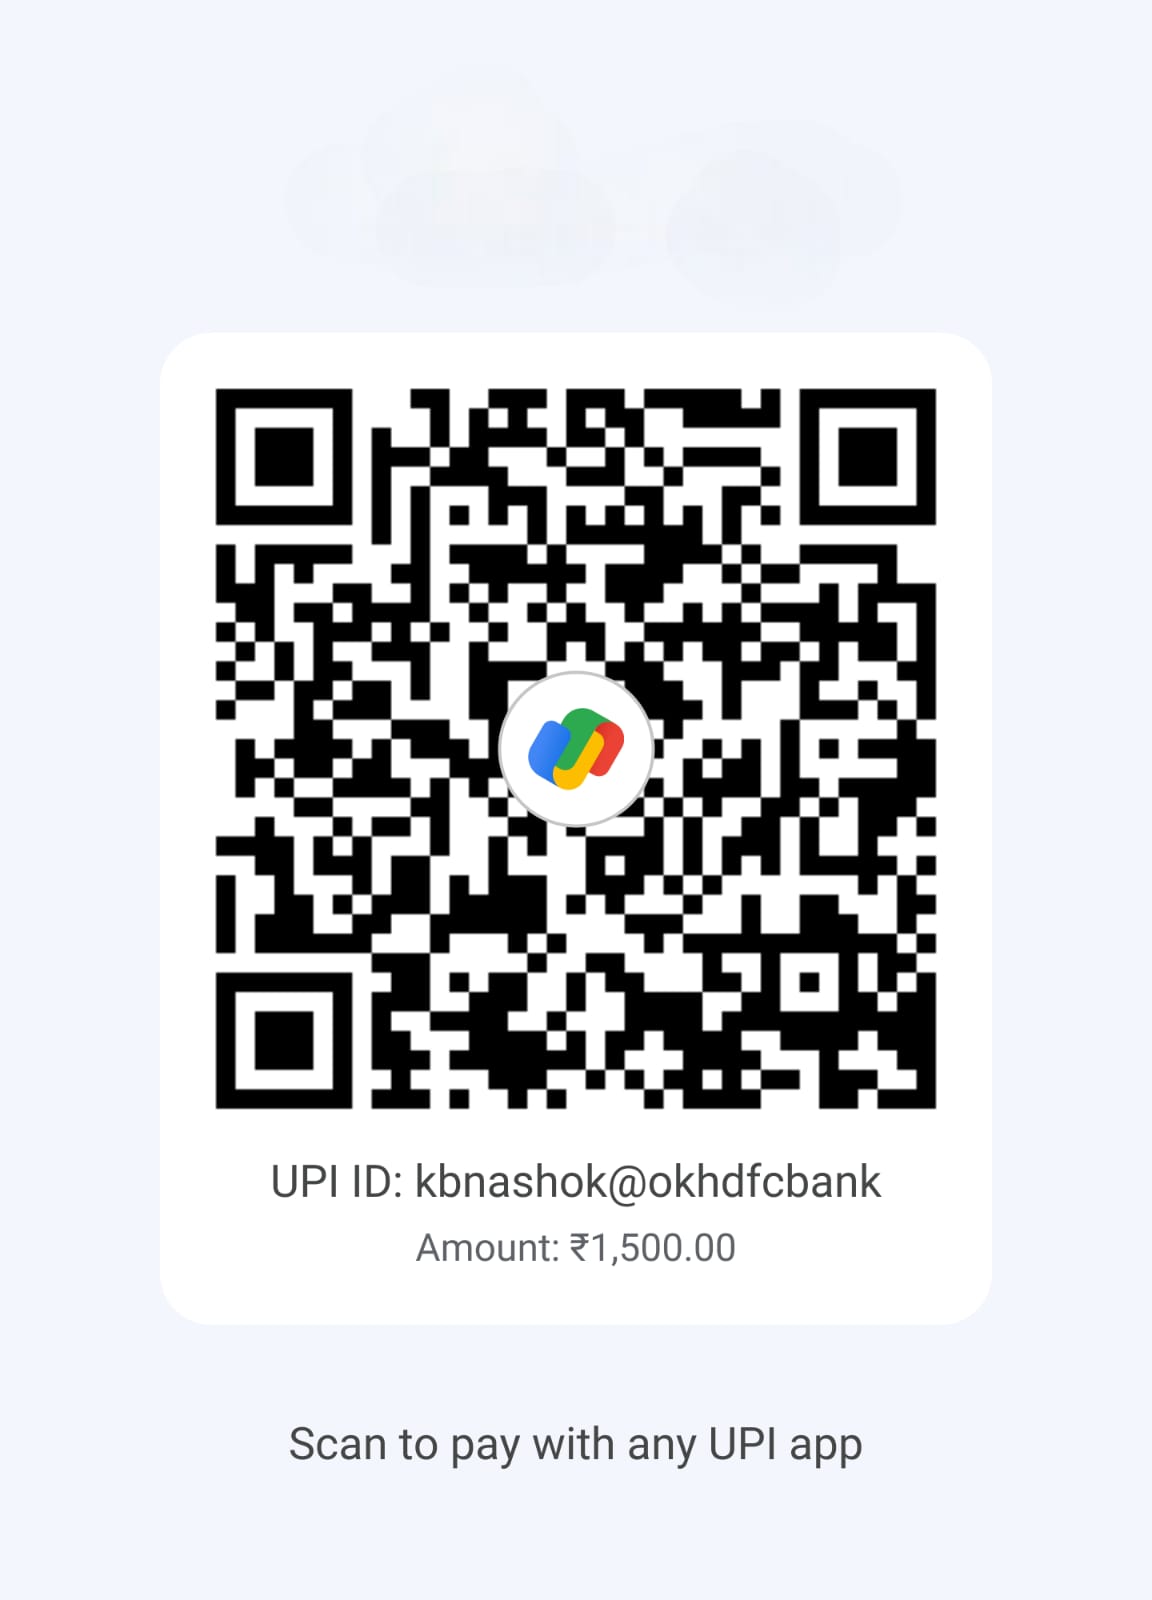 UPI ID: kbnashok@okhdfcbank
Amount: ₹1,500.00
Scan to pay with any UPI app